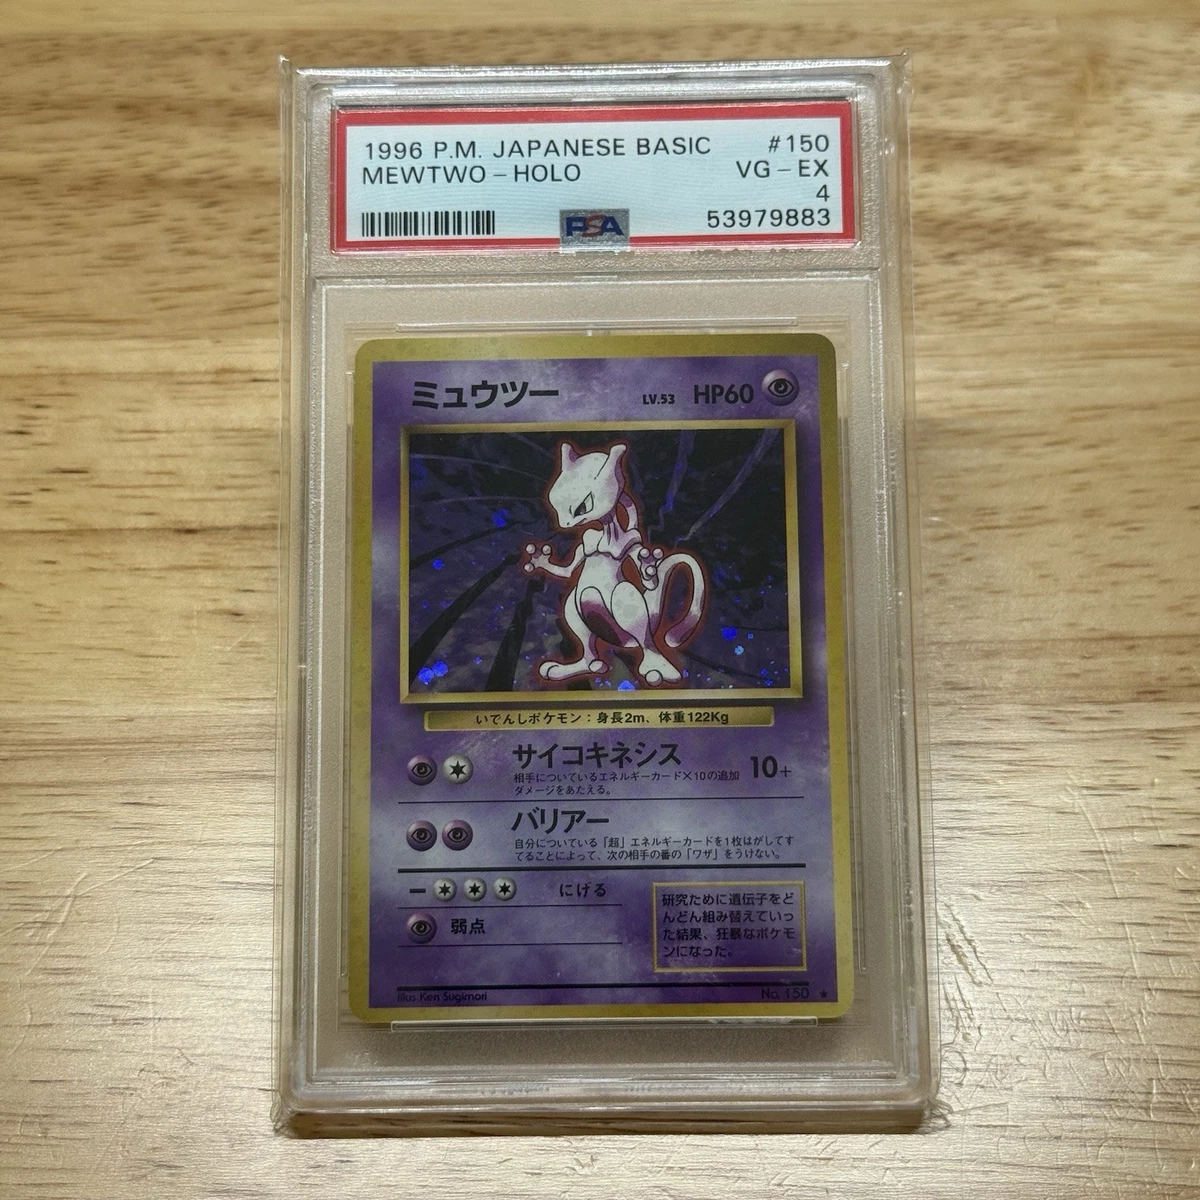 1996 P.M. JAPANESE BASIC #150
MEWTWO-HOLO VG-EX
4
PSA 53979883
ミュウツー LV.53 HP60
いでんしポケモン：身長2m、体重122Kg
サイコキネシス 10+
相手についているエネルギーカード×10の追加
ダメージをあたえる。
バリアー
自分についている「超」エネルギーカードを1枚はがしてす
てることによって、次の相手の番の「ワザ」をうけない。
にげる
弱点
研究ために遺伝子をど
んどん組み替えていっ
た結果、狂暴なポケモ
ンになった。
Illus. Ken Sugimori No. 150 ★